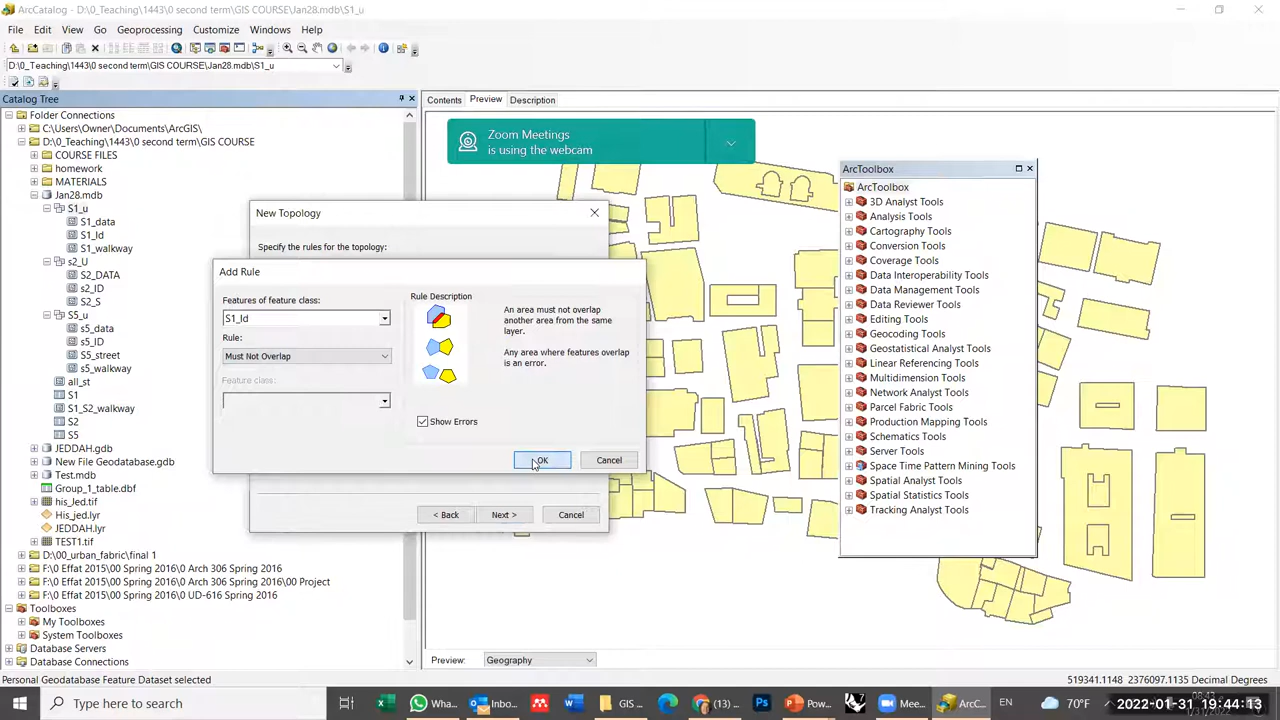 ArcCatalog - D:\0_Teaching\1443\0 second term\GIS COURSE\Jan28.mdb\S1_u
File Edit View Go Geoprocessing Customize Windows Help
D:\0_Teaching\1443\0 second term\GIS COURSE\Jan28.mdb\S1_u
Catalog Tree
Folder Connections
C:\Users\Owner\Documents\ArcGIS\
D:\0_Teaching\1443\0 second term\GIS COURSE
COURSE FILES
homework
MATERIALS
Jan28.mdb
S1_u
S1_data
S1_Id
S1_walkway
s2_U
S2_DATA
s2_ID
S2_S
S5_u
s5_data
s5_ID
S5_street
s5_walkway
all_st
S1
S1_S2_walkway
S2
S5
JEDDAH.gdb
New File Geodatabase.gdb
Test.mdb
Group_1_table.dbf
his_Led.tif
His_jed.lyr
JEDDAH.lyr
TEST1.tif
D:\00_urban_fabric\final 1
F:\0 Effat 2015\00 Spring 2016\0 Arch 306 Spring 2016
F:\0 Effat 2015\00 Spring 2016\0 Arch 306 Spring 2016\00 Project
F:\0 Effat 2015\00 Spring 2016\0 UD-616 Spring 2016
Toolboxes
My Toolboxes
System Toolboxes
Database Servers
Database Connections
Contents Preview Description
Zoom Meetings
is using the webcam
New Topology
Specify the rules for the topology:
Add Rule
Features of feature class:
S1_Id
Rule:
Must Not Overlap
Feature class:
Rule Description
An area must not overlap
another area from the same
layer.
Any area where features overlap
is an error.
Show Errors
OK Cancel
< Back Next > Cancel
ArcToolbox
ArcToolbox
3D Analyst Tools
Analysis Tools
Cartography Tools
Conversion Tools
Coverage Tools
Data Interoperability Tools
Data Management Tools
Data Reviewer Tools
Editing Tools
Geocoding Tools
Geostatistical Analyst Tools
Linear Referencing Tools
Multidimension Tools
Network Analyst Tools
Parcel Fabric Tools
Production Mapping Tools
Schematics Tools
Server Tools
Space Time Pattern Mining Tools
Spatial Analyst Tools
Spatial Statistics Tools
Tracking Analyst Tools
Preview: Geography
Personal Geodatabase Feature Dataset selected
519341.1148 2376097.1135 Decimal Degrees
Type here to search
Wha...
Inbo...
GIS ...
(13) ...
Pow...
Mee...
ArcC...
EN
70°F
2022-01-31 19:44:13